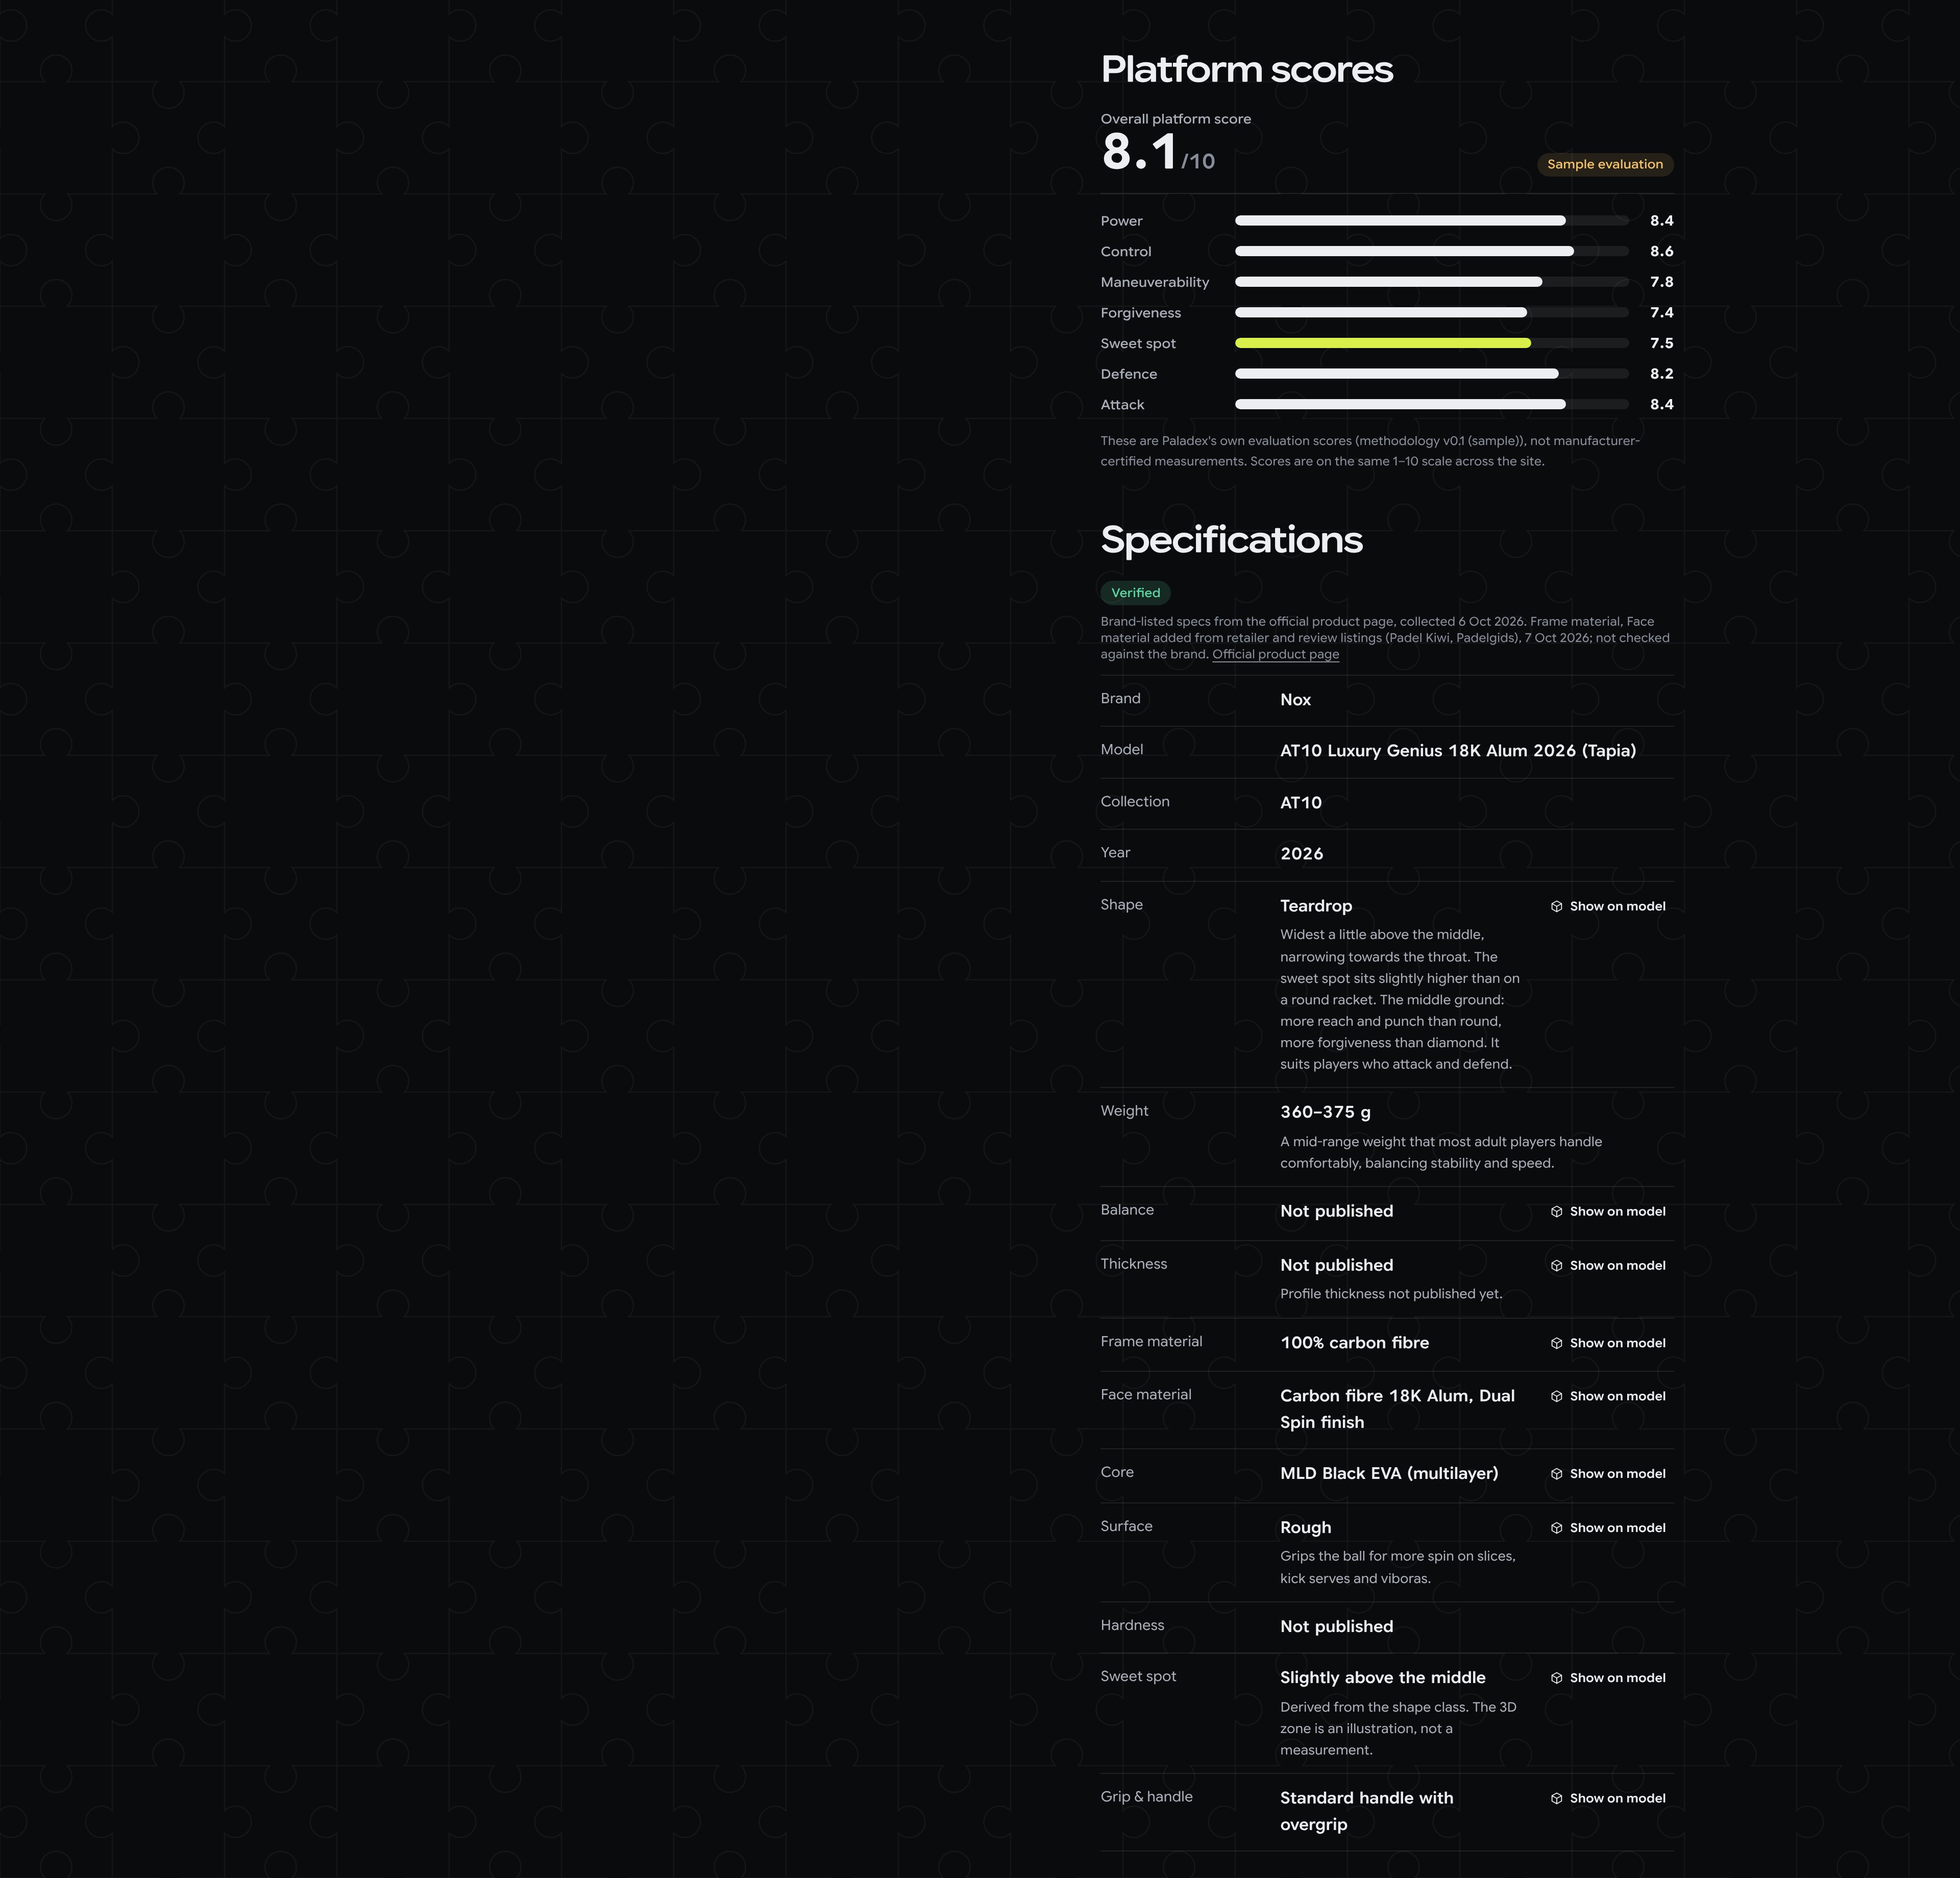 Platform scores
Overall platform score
8.1/10
Sample evaluation
Power 8.4
Control 8.6
Maneuverability 7.8
Forgiveness 7.4
Sweet spot 7.5
Defence 8.2
Attack 8.4
These are Paladex's own evaluation scores (methodology v0.1 (sample)), not manufacturer-
certified measurements. Scores are on the same 1–10 scale across the site.
Specifications
Verified
Brand-listed specs from the official product page, collected 6 Oct 2026. Frame material, Face
material added from retailer and review listings (Padel Kiwi, Padelgids), 7 Oct 2026; not checked
against the brand. Official product page
Brand Nox
Model AT10 Luxury Genius 18K Alum 2026 (Tapia)
Collection AT10
Year 2026
Shape Teardrop Show on model
Widest a little above the middle,
narrowing towards the throat. The
sweet spot sits slightly higher than on
a round racket. The middle ground:
more reach and punch than round,
more forgiveness than diamond. It
suits players who attack and defend.
Weight 360–375 g
A mid-range weight that most adult players handle
comfortably, balancing stability and speed.
Balance Not published Show on model
Thickness Not published Show on model
Profile thickness not published yet.
Frame material 100% carbon fibre Show on model
Face material Carbon fibre 18K Alum, Dual Show on model
Spin finish
Core MLD Black EVA (multilayer) Show on model
Surface Rough Show on model
Grips the ball for more spin on slices,
kick serves and viboras.
Hardness Not published
Sweet spot Slightly above the middle Show on model
Derived from the shape class. The 3D
zone is an illustration, not a
measurement.
Grip & handle Standard handle with Show on model
overgrip